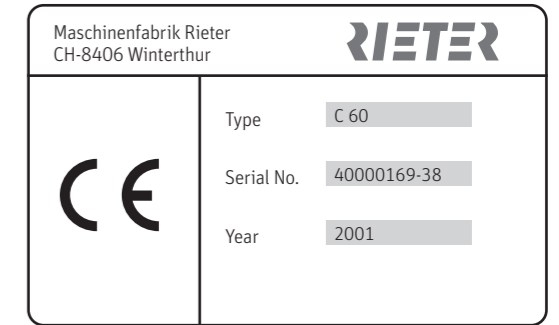 Maschinenfabrik Rieter
CH-8406 Winterthur
RIETER
CE
Type C 60
Serial No. 40000169-38
Year 2001